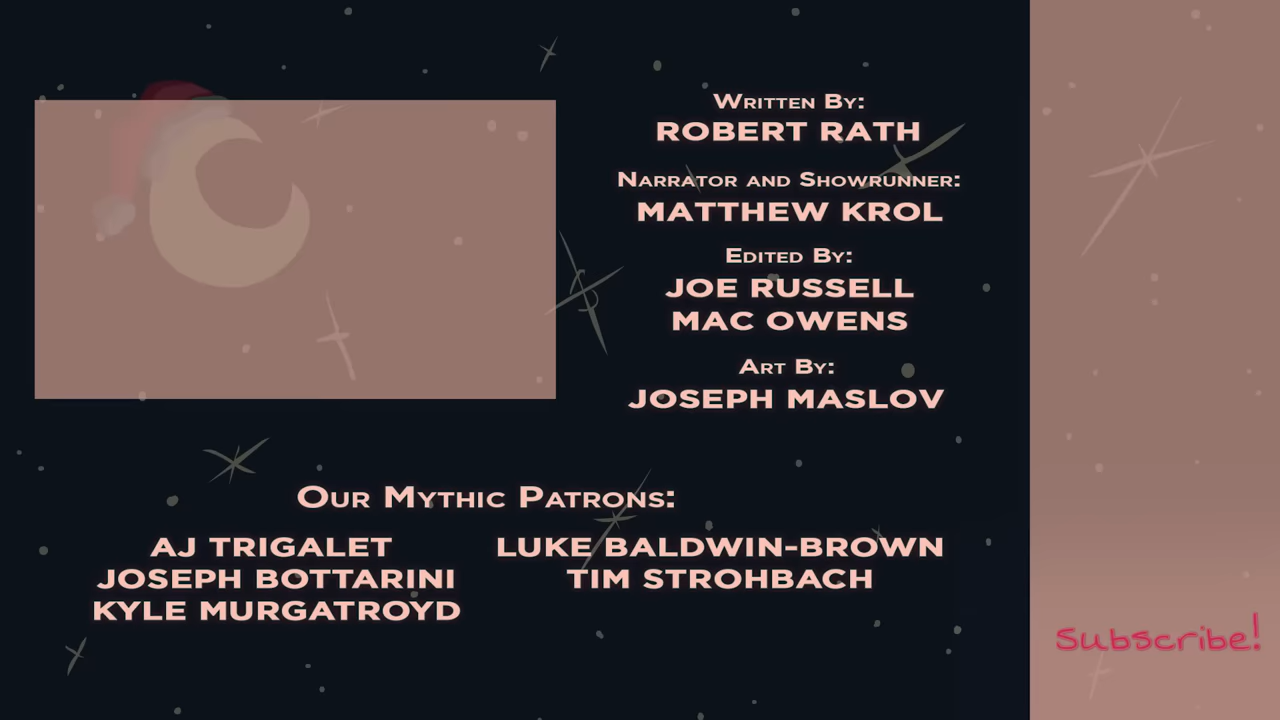 Written By:
ROBERT RATH
Narrator and Showrunner:
MATTHEW KROL
Edited By:
JOE RUSSELL
MAC OWENS
Art By:
JOSEPH MASLOV
Our Mythic Patrons:
AJ TRIGALET
JOSEPH BOTTARINI
KYLE MURGATROYD
LUKE BALDWIN-BROWN
TIM STROHBACH
Subscribe!